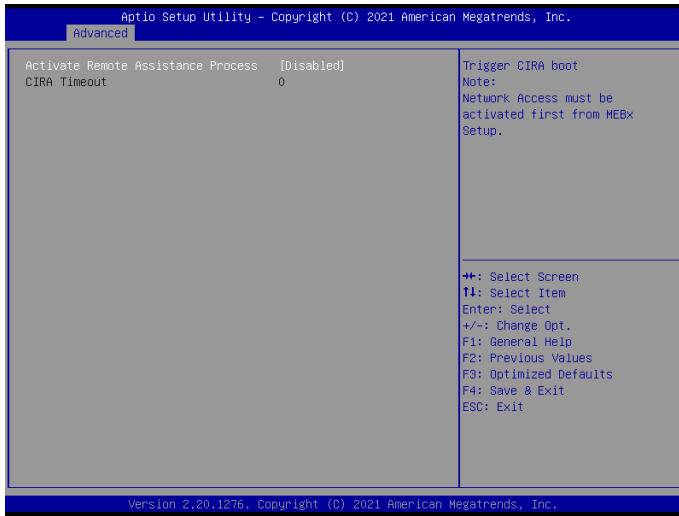 Aptio Setup Utility – Copyright (C) 2021 American Megatrends, Inc.
Advanced
Activate Remote Assistance Process [Disabled]
CIRA Timeout 0
Trigger CIRA boot
Note:
Network Access must be
activated first from MEBx
Setup.
→←: Select Screen
↑↓: Select Item
Enter: Select
+/-: Change Opt.
F1: General Help
F2: Previous Values
F3: Optimized Defaults
F4: Save & Exit
ESC: Exit
Version 2.20.1276. Copyright (C) 2021 American Megatrends, Inc.